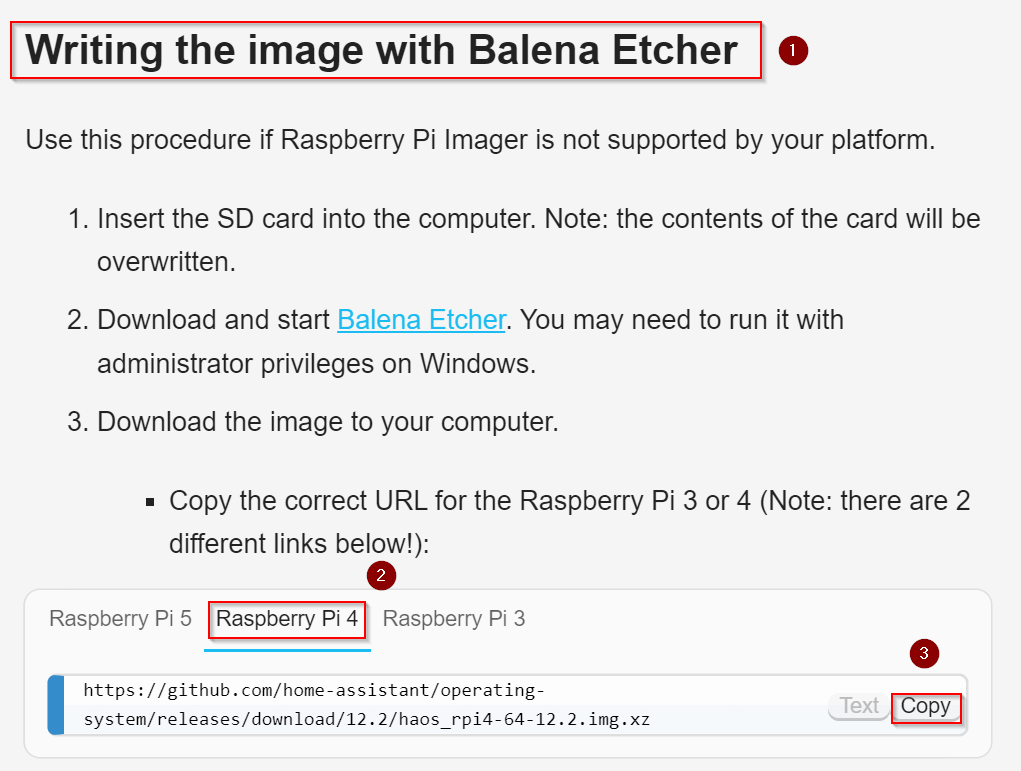 Writing the image with Balena Etcher 1
Use this procedure if Raspberry Pi Imager is not supported by your platform.
1. Insert the SD card into the computer. Note: the contents of the card will be
overwritten.
2. Download and start Balena Etcher. You may need to run it with
administrator privileges on Windows.
3. Download the image to your computer.
▪ Copy the correct URL for the Raspberry Pi 3 or 4 (Note: there are 2
different links below!):
2
Raspberry Pi 5 Raspberry Pi 4 Raspberry Pi 3
3
https://github.com/home-assistant/operating-
system/releases/download/12.2/haos_rpi4-64-12.2.img.xz
Text Copy